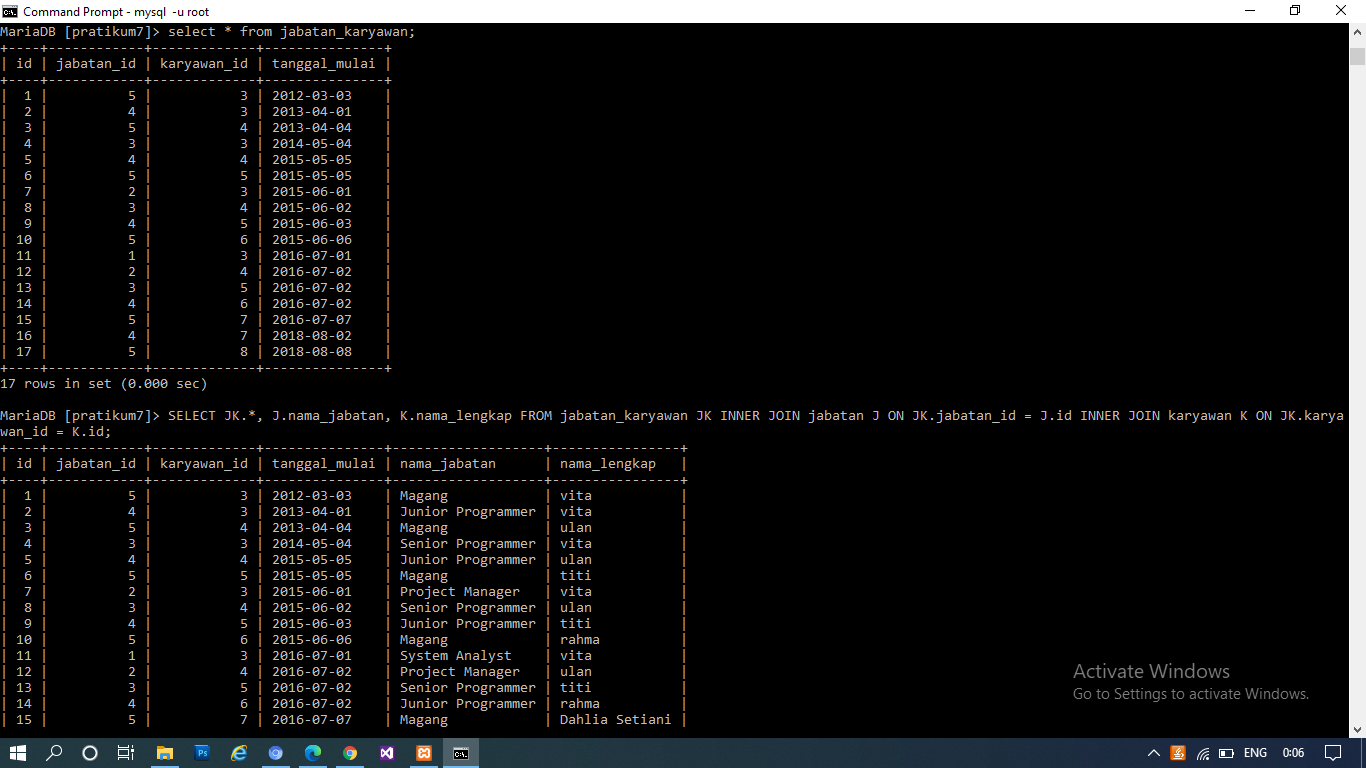 Command Prompt - mysql  -u root
MariaDB [pratikum7]> select * from jabatan_karyawan;
+----+------------+-------------+---------------+
| id | jabatan_id | karyawan_id | tanggal_mulai |
+----+------------+-------------+---------------+
|  1 |          5 |           3 | 2012-03-03    |
|  2 |          4 |           3 | 2013-04-01    |
|  3 |          5 |           4 | 2013-04-04    |
|  4 |          3 |           3 | 2014-05-04    |
|  5 |          4 |           4 | 2015-05-05    |
|  6 |          5 |           5 | 2015-05-05    |
|  7 |          2 |           3 | 2015-06-01    |
|  8 |          3 |           4 | 2015-06-02    |
|  9 |          4 |           5 | 2015-06-03    |
| 10 |          5 |           6 | 2015-06-06    |
| 11 |          1 |           3 | 2016-07-01    |
| 12 |          2 |           4 | 2016-07-02    |
| 13 |          3 |           5 | 2016-07-02    |
| 14 |          4 |           6 | 2016-07-02    |
| 15 |          5 |           7 | 2016-07-07    |
| 16 |          4 |           7 | 2018-08-02    |
| 17 |          5 |           8 | 2018-08-08    |
+----+------------+-------------+---------------+
17 rows in set (0.000 sec)
MariaDB [pratikum7]> SELECT JK.*, J.nama_jabatan, K.nama_lengkap FROM jabatan_karyawan JK INNER JOIN jabatan J ON JK.jabatan_id = J.id INNER JOIN karyawan K ON JK.karya
wan_id = K.id;
+----+------------+-------------+---------------+-------------------+----------------+
| id | jabatan_id | karyawan_id | tanggal_mulai | nama_jabatan      | nama_lengkap   |
+----+------------+-------------+---------------+-------------------+----------------+
|  1 |          5 |           3 | 2012-03-03    | Magang            | vita           |
|  2 |          4 |           3 | 2013-04-01    | Junior Programmer | vita           |
|  3 |          5 |           4 | 2013-04-04    | Magang            | ulan           |
|  4 |          3 |           3 | 2014-05-04    | Senior Programmer | vita           |
|  5 |          4 |           4 | 2015-05-05    | Junior Programmer | ulan           |
|  6 |          5 |           5 | 2015-05-05    | Magang            | titi           |
|  7 |          2 |           3 | 2015-06-01    | Project Manager   | vita           |
|  8 |          3 |           4 | 2015-06-02    | Senior Programmer | ulan           |
|  9 |          4 |           5 | 2015-06-03    | Junior Programmer | titi           |
| 10 |          5 |           6 | 2015-06-06    | Magang            | rahma          |
| 11 |          1 |           3 | 2016-07-01    | System Analyst    | vita           |
| 12 |          2 |           4 | 2016-07-02    | Project Manager   | ulan           |
| 13 |          3 |           5 | 2016-07-02    | Senior Programmer | titi           |
| 14 |          4 |           6 | 2016-07-02    | Junior Programmer | rahma          |
| 15 |          5 |           7 | 2016-07-07    | Magang            | Dahlia Setiani |
Activate Windows
Go to Settings to activate Windows.
Ps
ENG
0:06